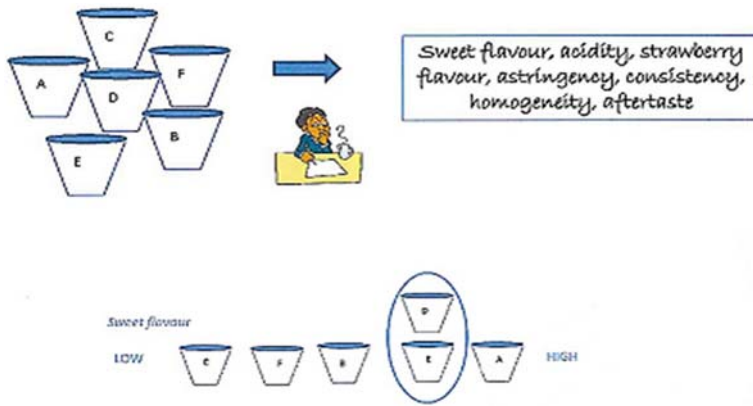 C
A
F
D
B
E
Sweet flavour, acidity, strawberry
flavour, astringency, consistency,
homogeneity, aftertaste
?
D
Sweet flavour
LOW C F B E A HIGH